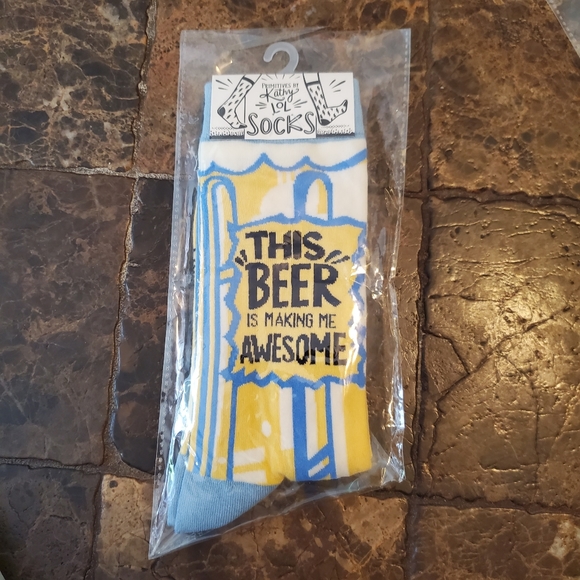 PRIMITIVES BY
Kathy
LOL
SOCKS
THIS
BEER
IS MAKING ME
AWESOME